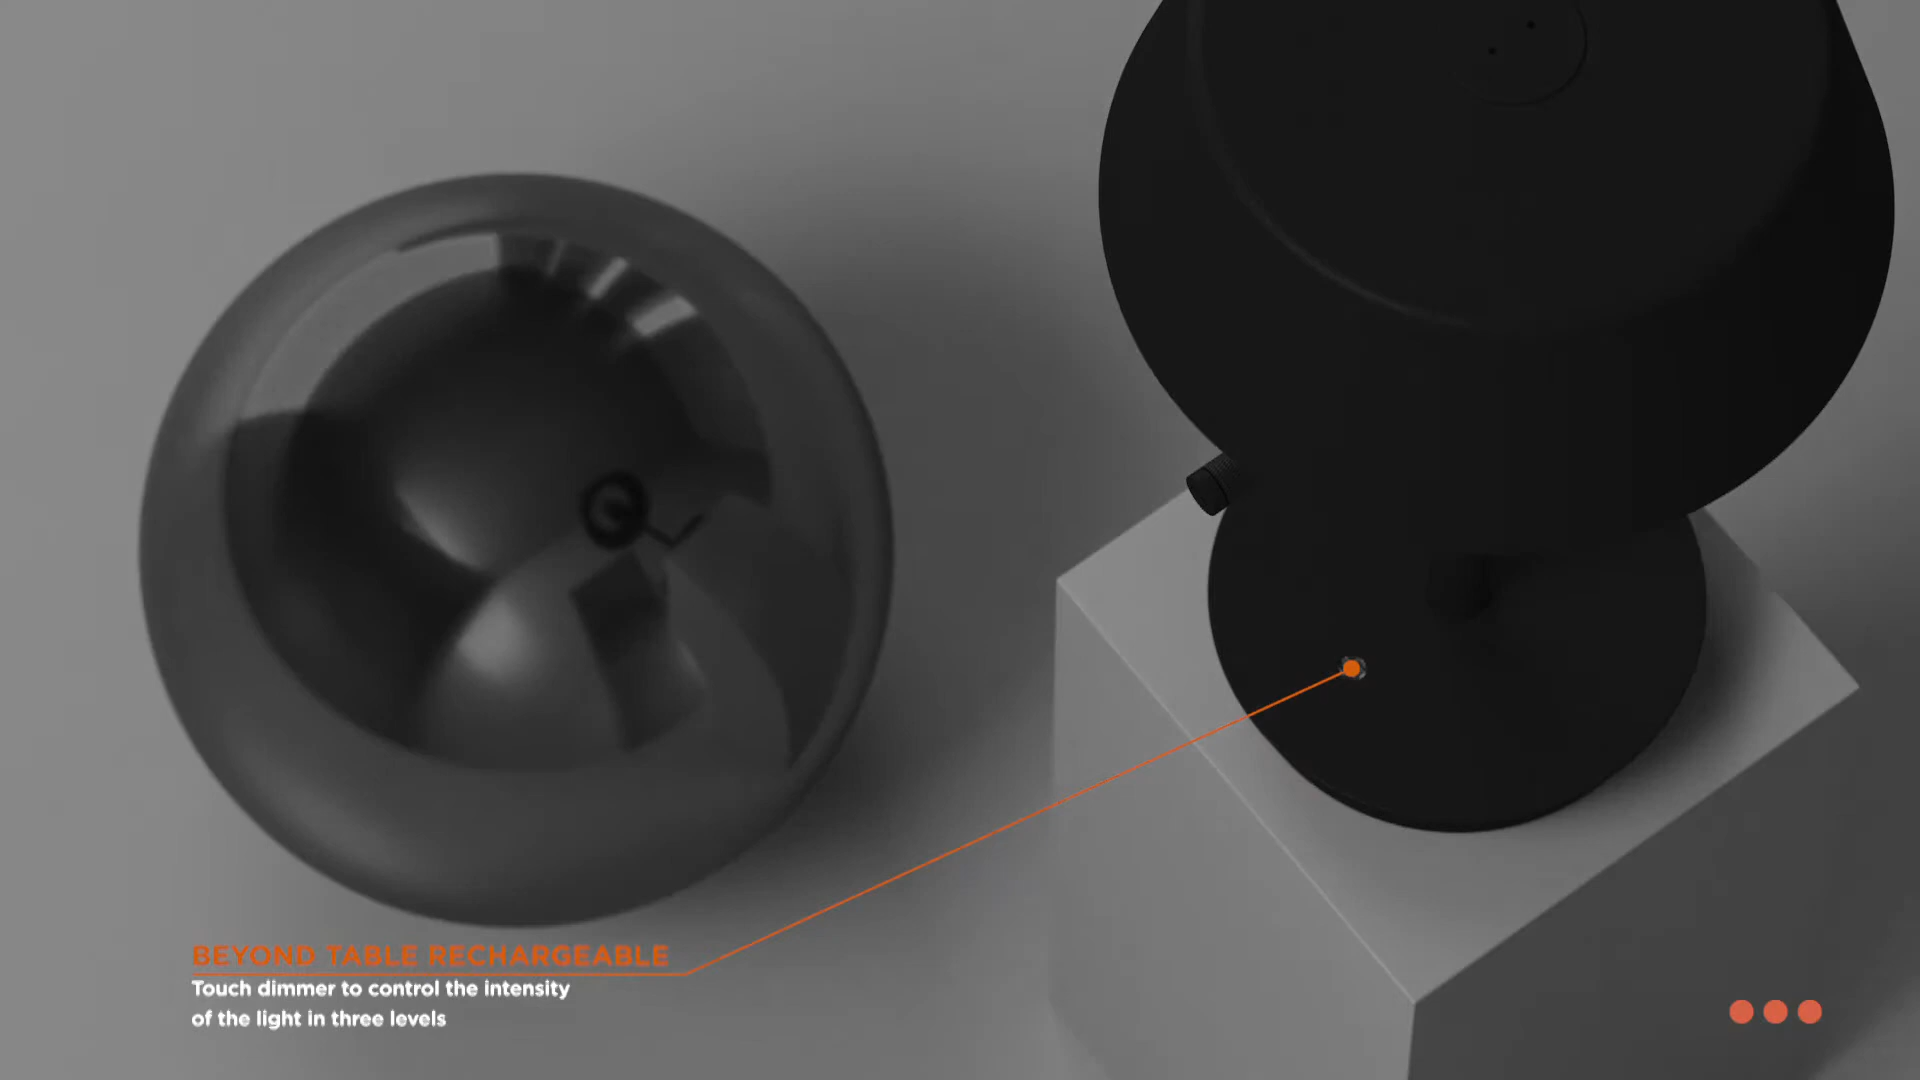 BEYOND TABLE RECHARGEABLE
Touch dimmer to control the intensity
of the light in three levels